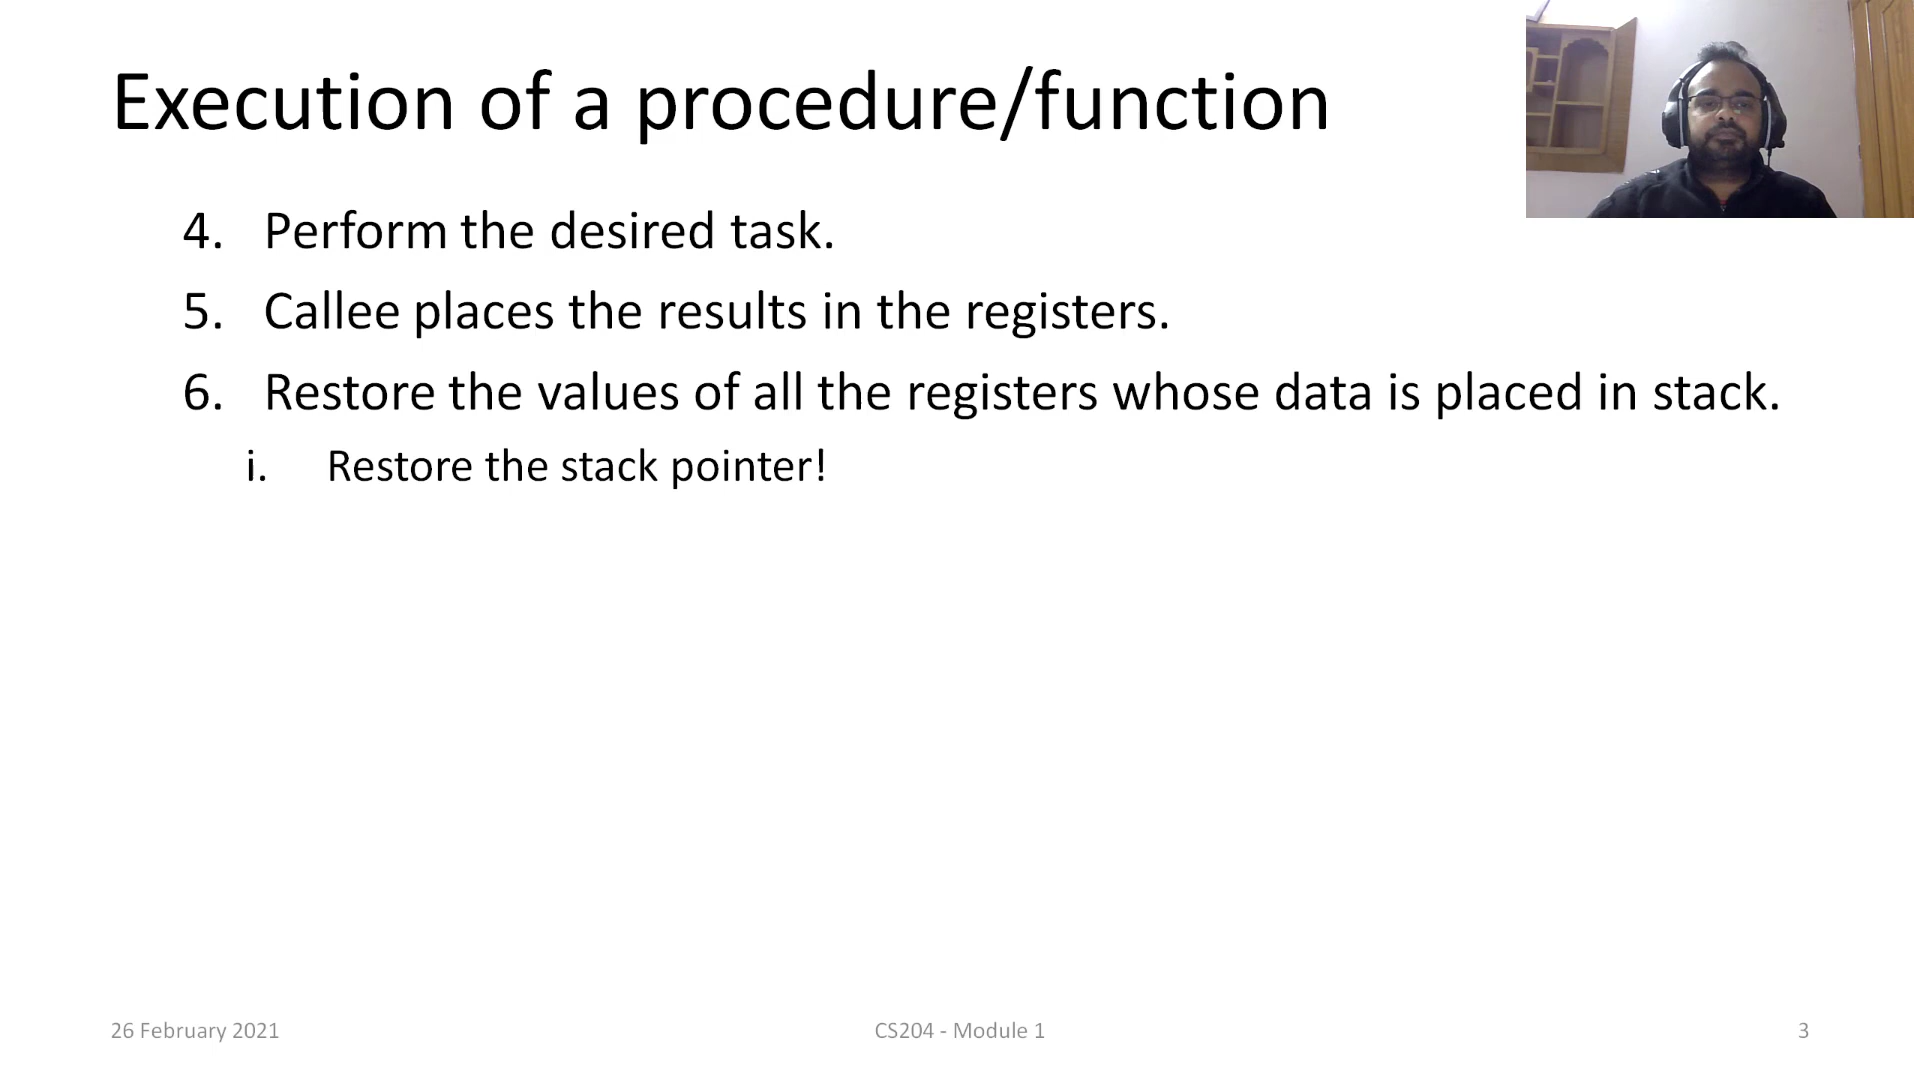 Execution of a procedure/function
4. Perform the desired task.
5. Callee places the results in the registers.
6. Restore the values of all the registers whose data is placed in stack.
i. Restore the stack pointer!
26 February 2021
CS204 - Module 1
3